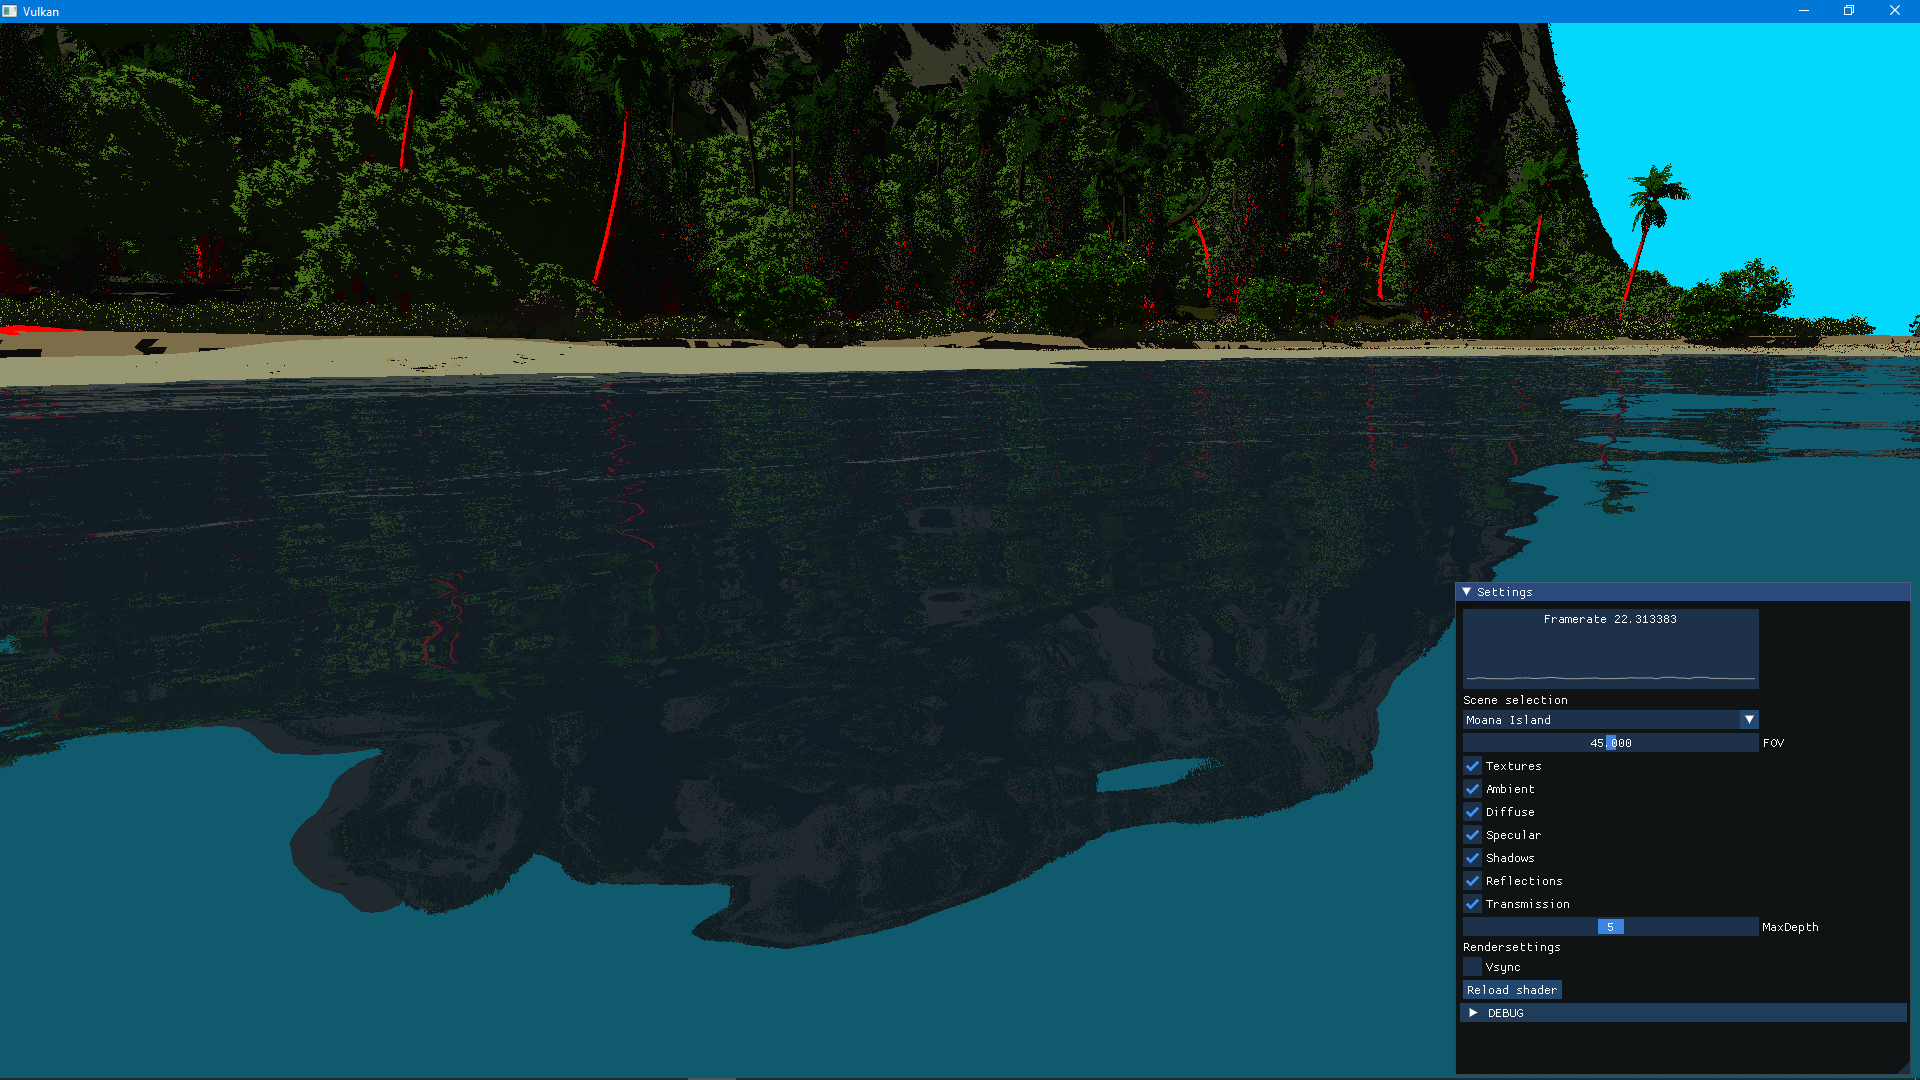 Vulkan
Settings
Framerate 22.313383
Scene selection
Moana Island
45.000 FOV
Textures
Ambient
Diffuse
Specular
Shadows
Reflections
Transmission
5 MaxDepth
Rendersettings
Vsync
Reload shader
DEBUG